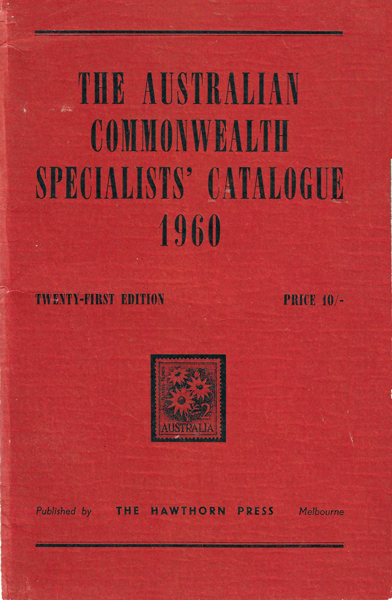 THE AUSTRALIAN
COMMONWEALTH
SPECIALISTS' CATALOGUE
1960
TWENTY-FIRST EDITION PRICE 10/-
AUSTRALIA
Published by THE HAWTHORN PRESS Melbourne